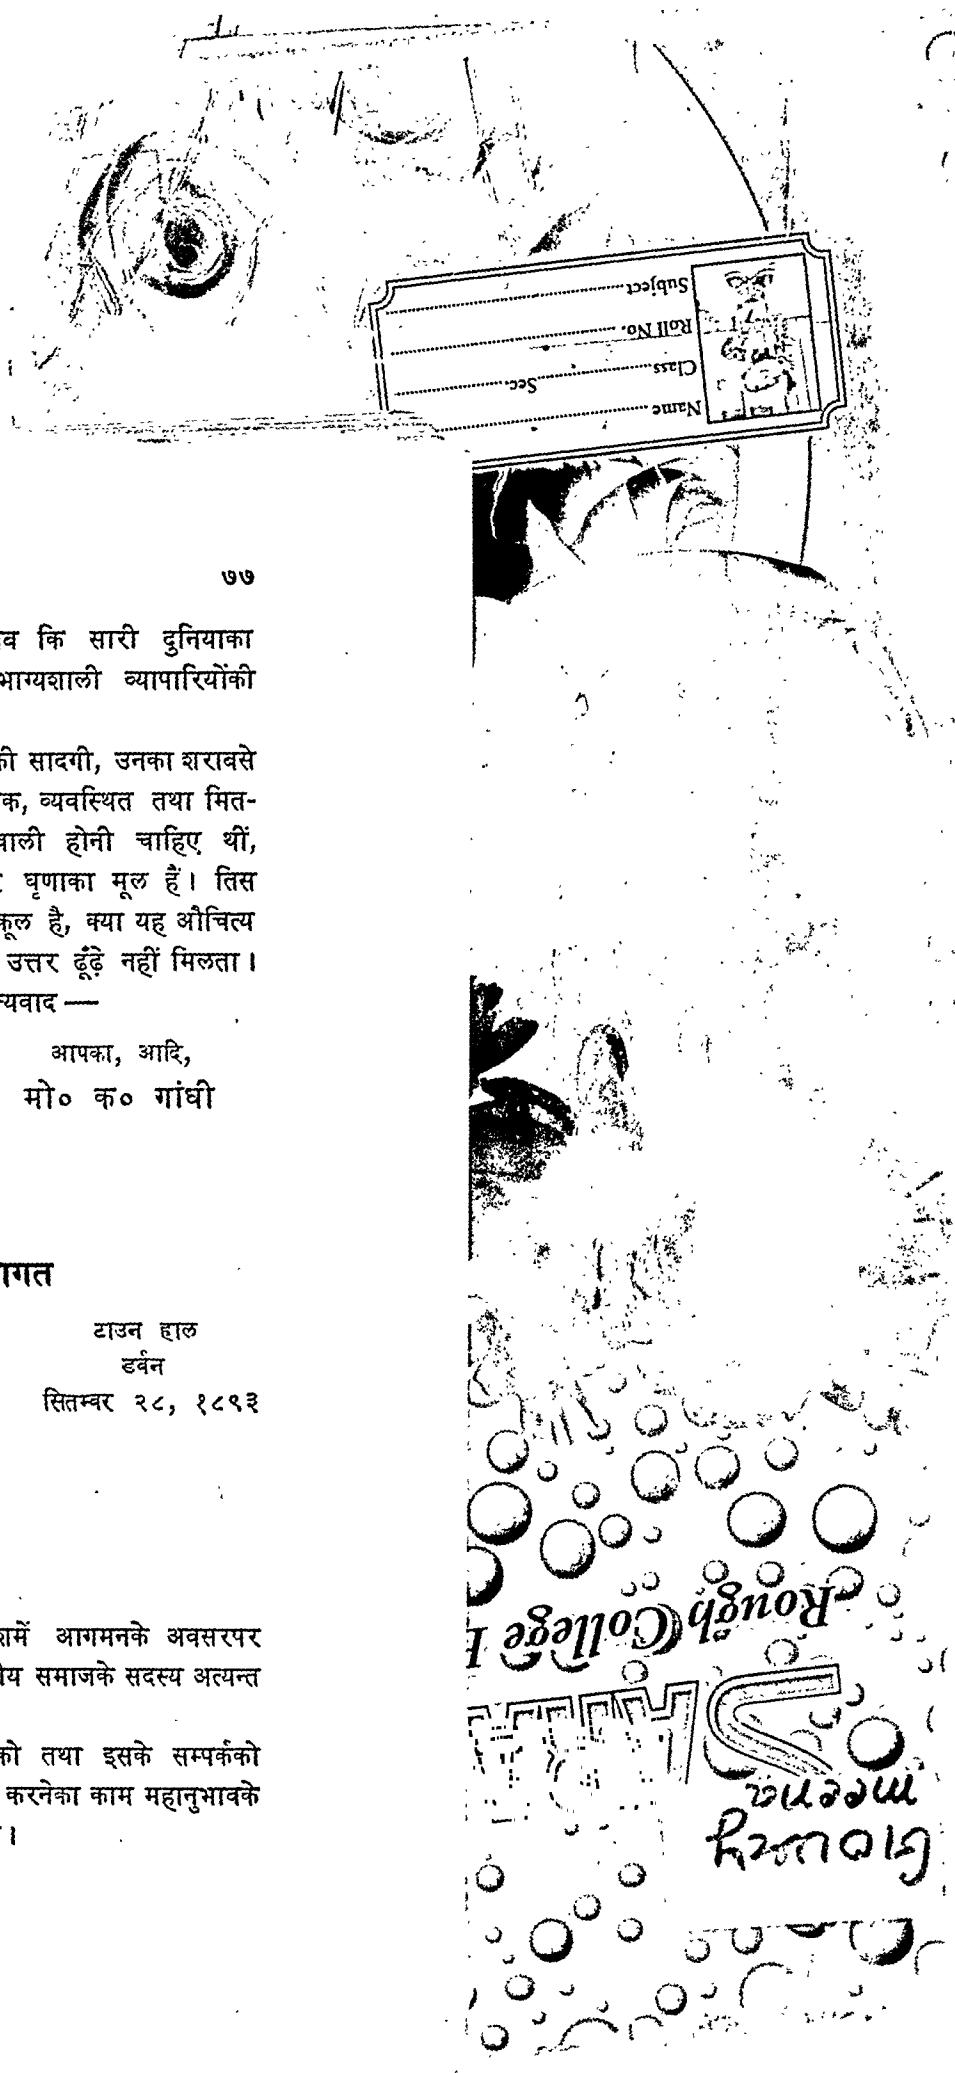 ७७
कि सारी दुनियाका
भाग्यशाली व्यापारियोंकी
की सादगी, उनका शराबसे
व्यवस्थित तथा मित-
वाली होनी चाहिए थीं,
घृणाका मूल हैं। तिस
है, क्या यह औचित्य
उत्तर ढूँढ़े नहीं मिलता।
यवाद —
आपका, आदि,
मो० क० गांधी
ागत
टाउन हाल
डर्बन
सितम्बर २८, १८९३
आगमनके अवसरपर
समाजके सदस्य अत्यन्त
को तथा इसके सम्पर्कको
करनेका काम महानुभावके
Name
Class Sec.
Roll No.
Subject
Rough College